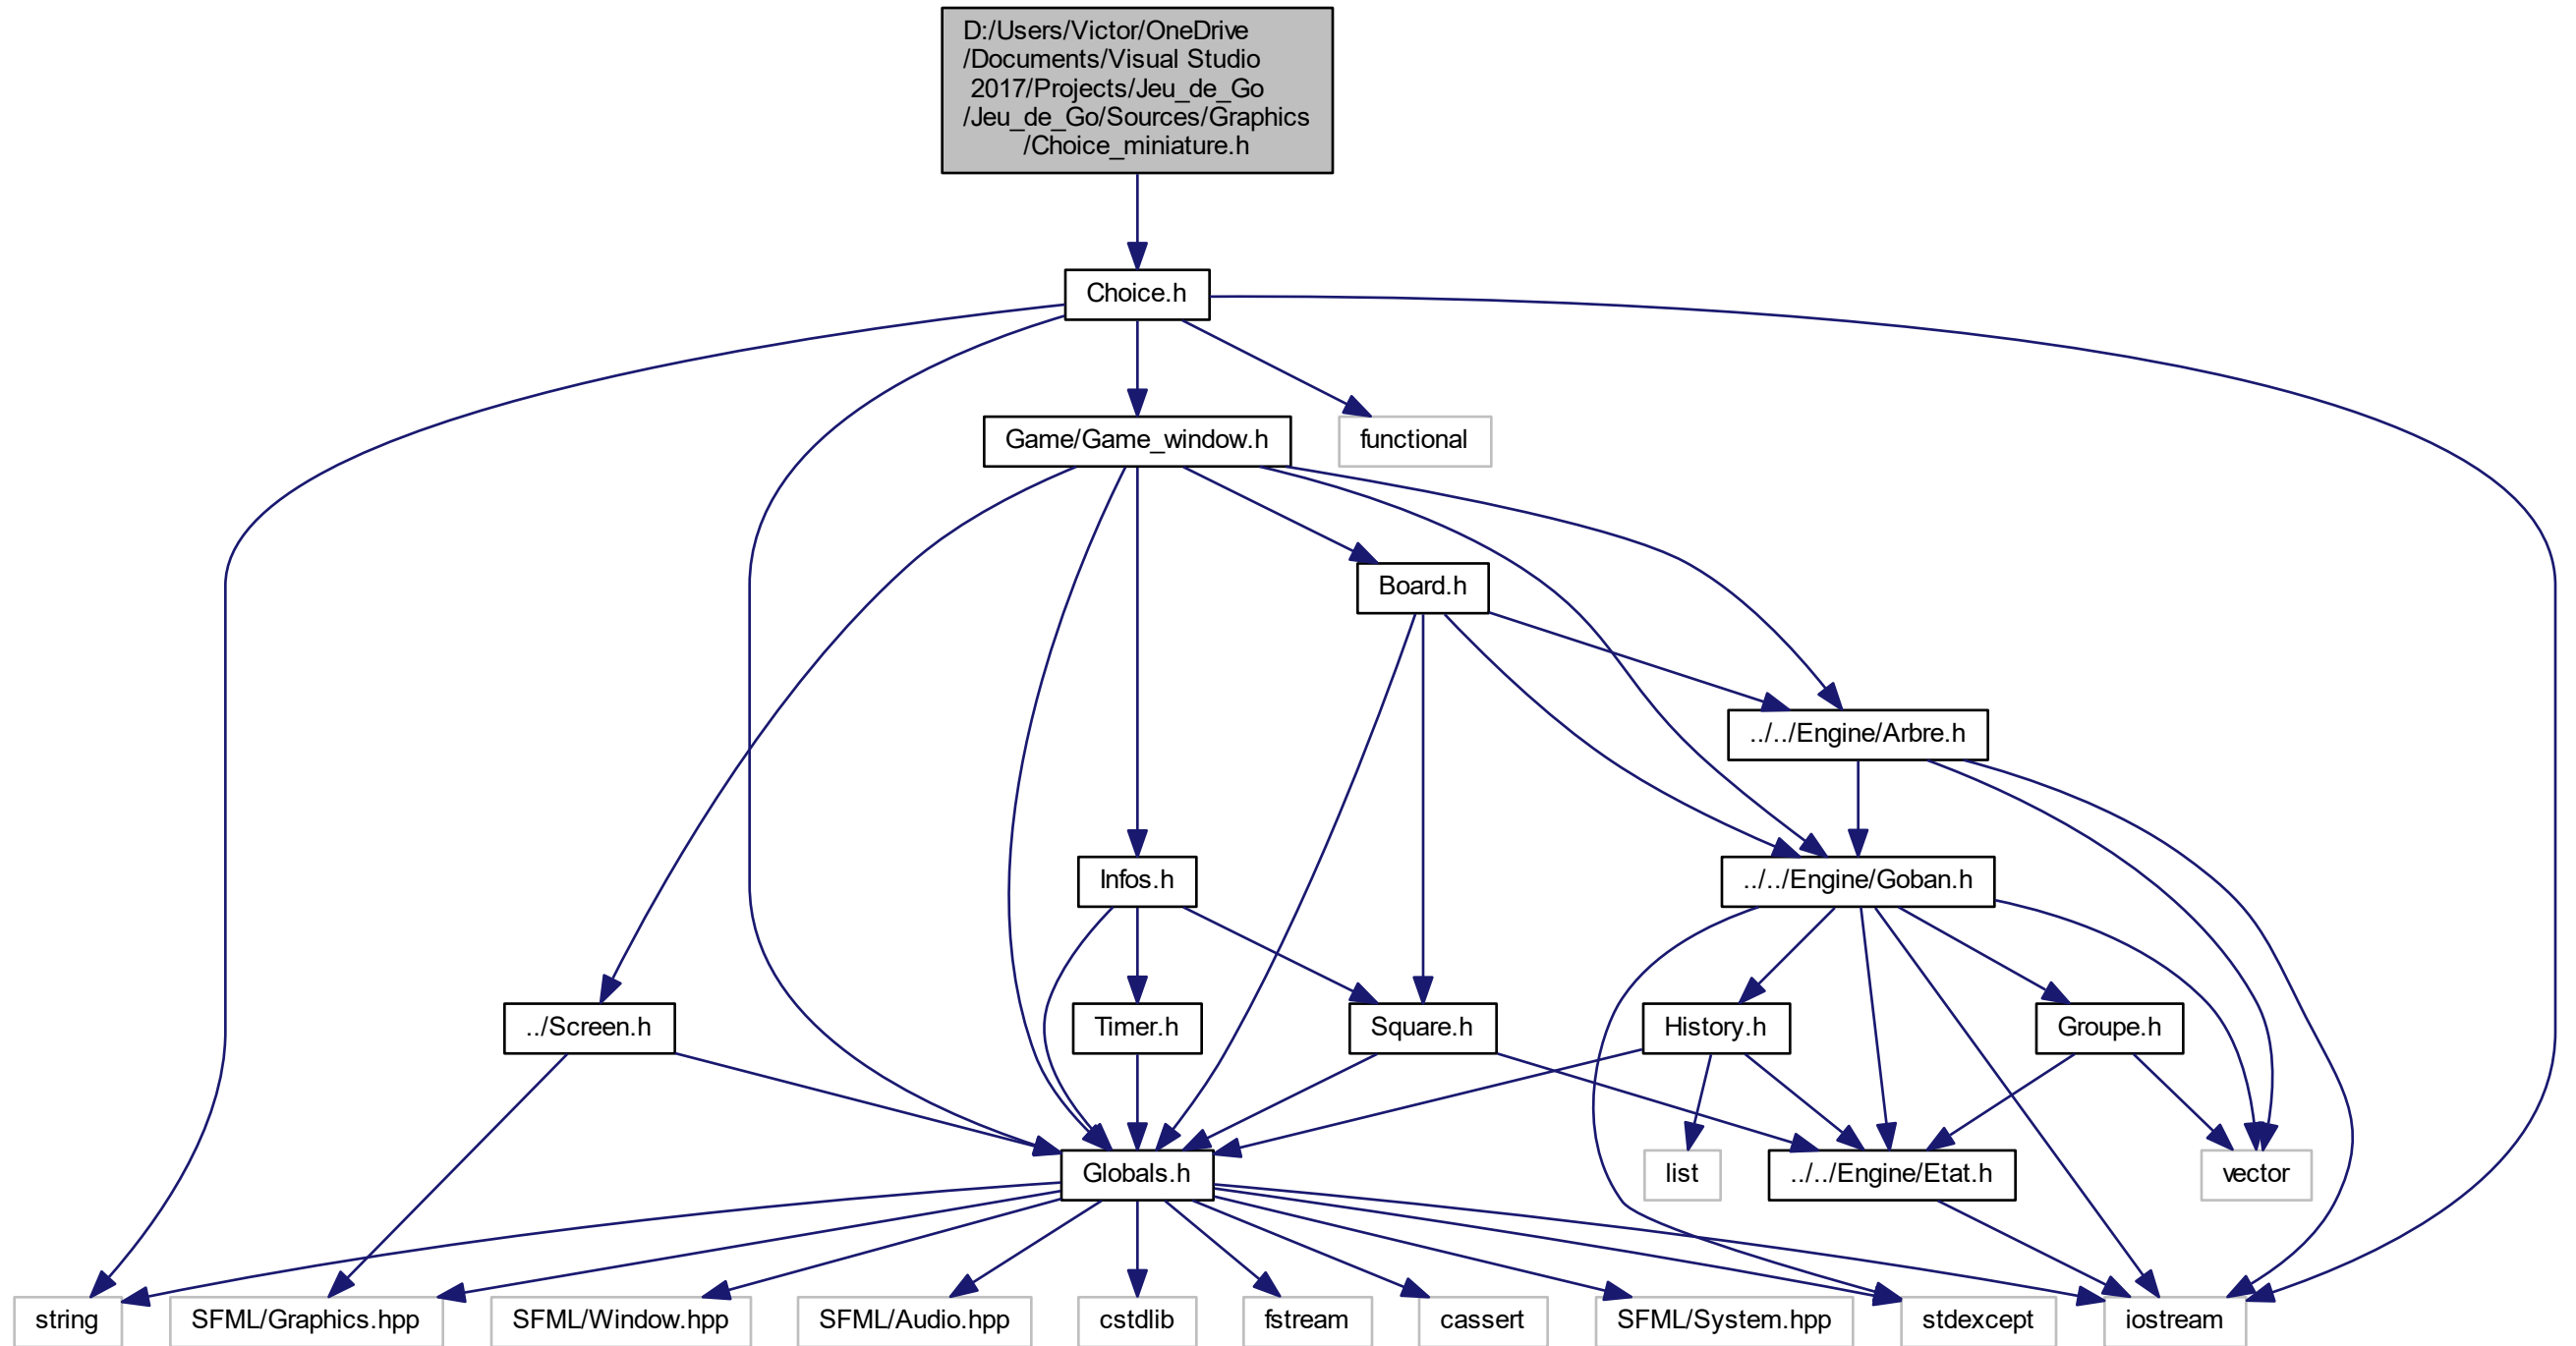 D:/Users/Victor/OneDrive
/Documents/Visual Studio
2017/Projects/Jeu_de_Go
/Jeu_de_Go/Sources/Graphics
/Choice_miniature.h
Choice.h
Game/Game_window.h
functional
Board.h
../../Engine/Arbre.h
Infos.h
../../Engine/Goban.h
../Screen.h
Timer.h
Square.h
History.h
Groupe.h
Globals.h
list
../../Engine/Etat.h
vector
string
SFML/Graphics.hpp
SFML/Window.hpp
SFML/Audio.hpp
cstdlib
fstream
cassert
SFML/System.hpp
stdexcept
iostream